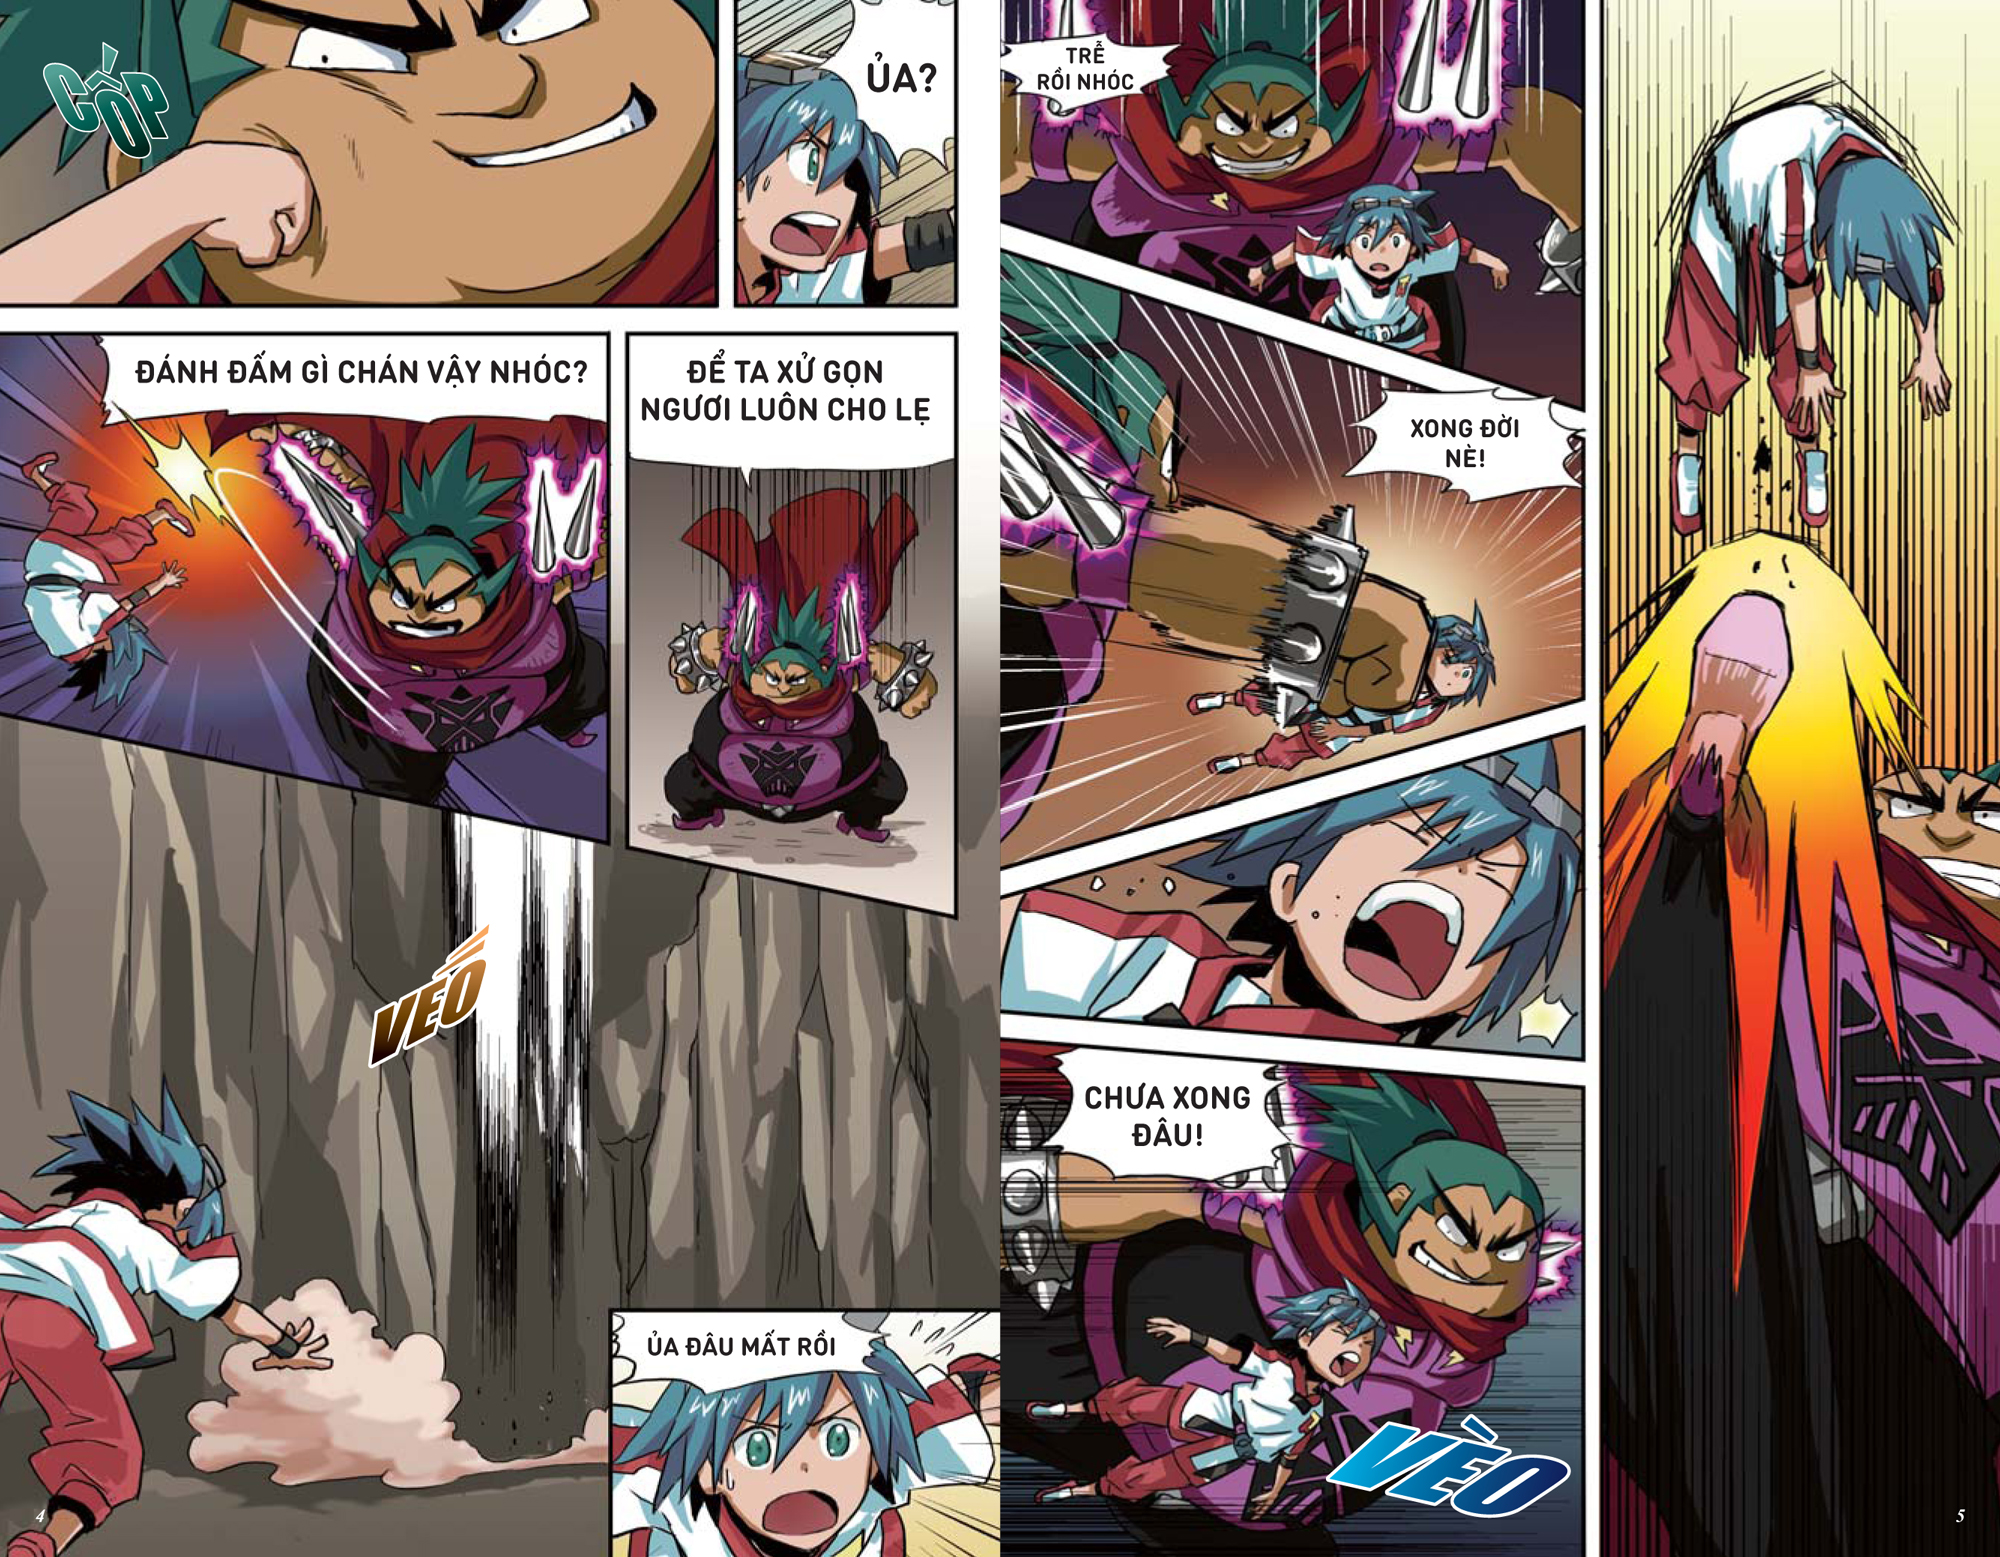 CỐP
ỦA?
ĐÁNH ĐẤM GÌ CHÁN VẬY NHÓC?
ĐỂ TA XỬ GỌN
NGƯƠI LUÔN CHO LẸ
VÉO
ỦA ĐÂU MẤT RỒI
4
TRỄ
RỒI NHÓC
XONG ĐỜI
NÈ!
CHƯA XONG
ĐÂU!
VÈO
5